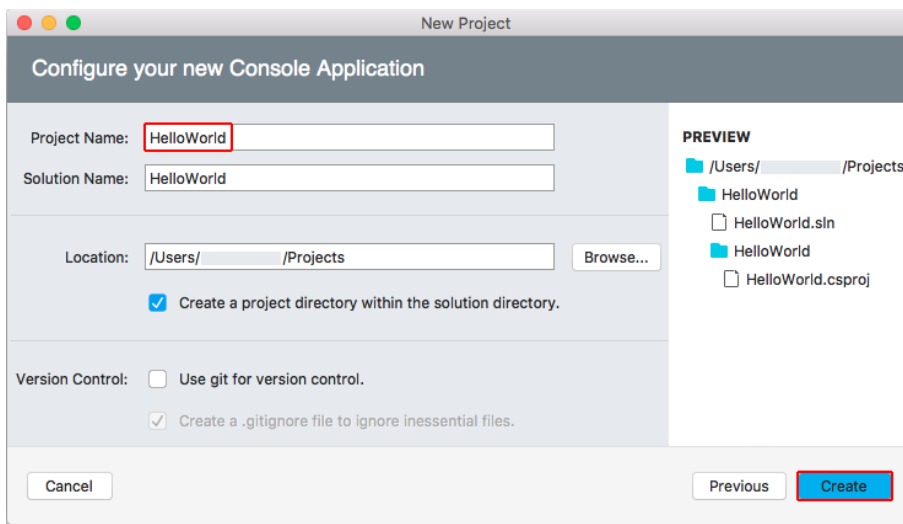 New Project
Configure your new Console Application
Project Name: HelloWorld
Solution Name: HelloWorld
Location: /Users/ /Projects Browse...
Create a project directory within the solution directory.
Version Control: Use git for version control.
Create a .gitignore file to ignore inessential files.
PREVIEW
/Users/ /Projects
HelloWorld
HelloWorld.sln
HelloWorld
HelloWorld.csproj
Cancel Previous Create